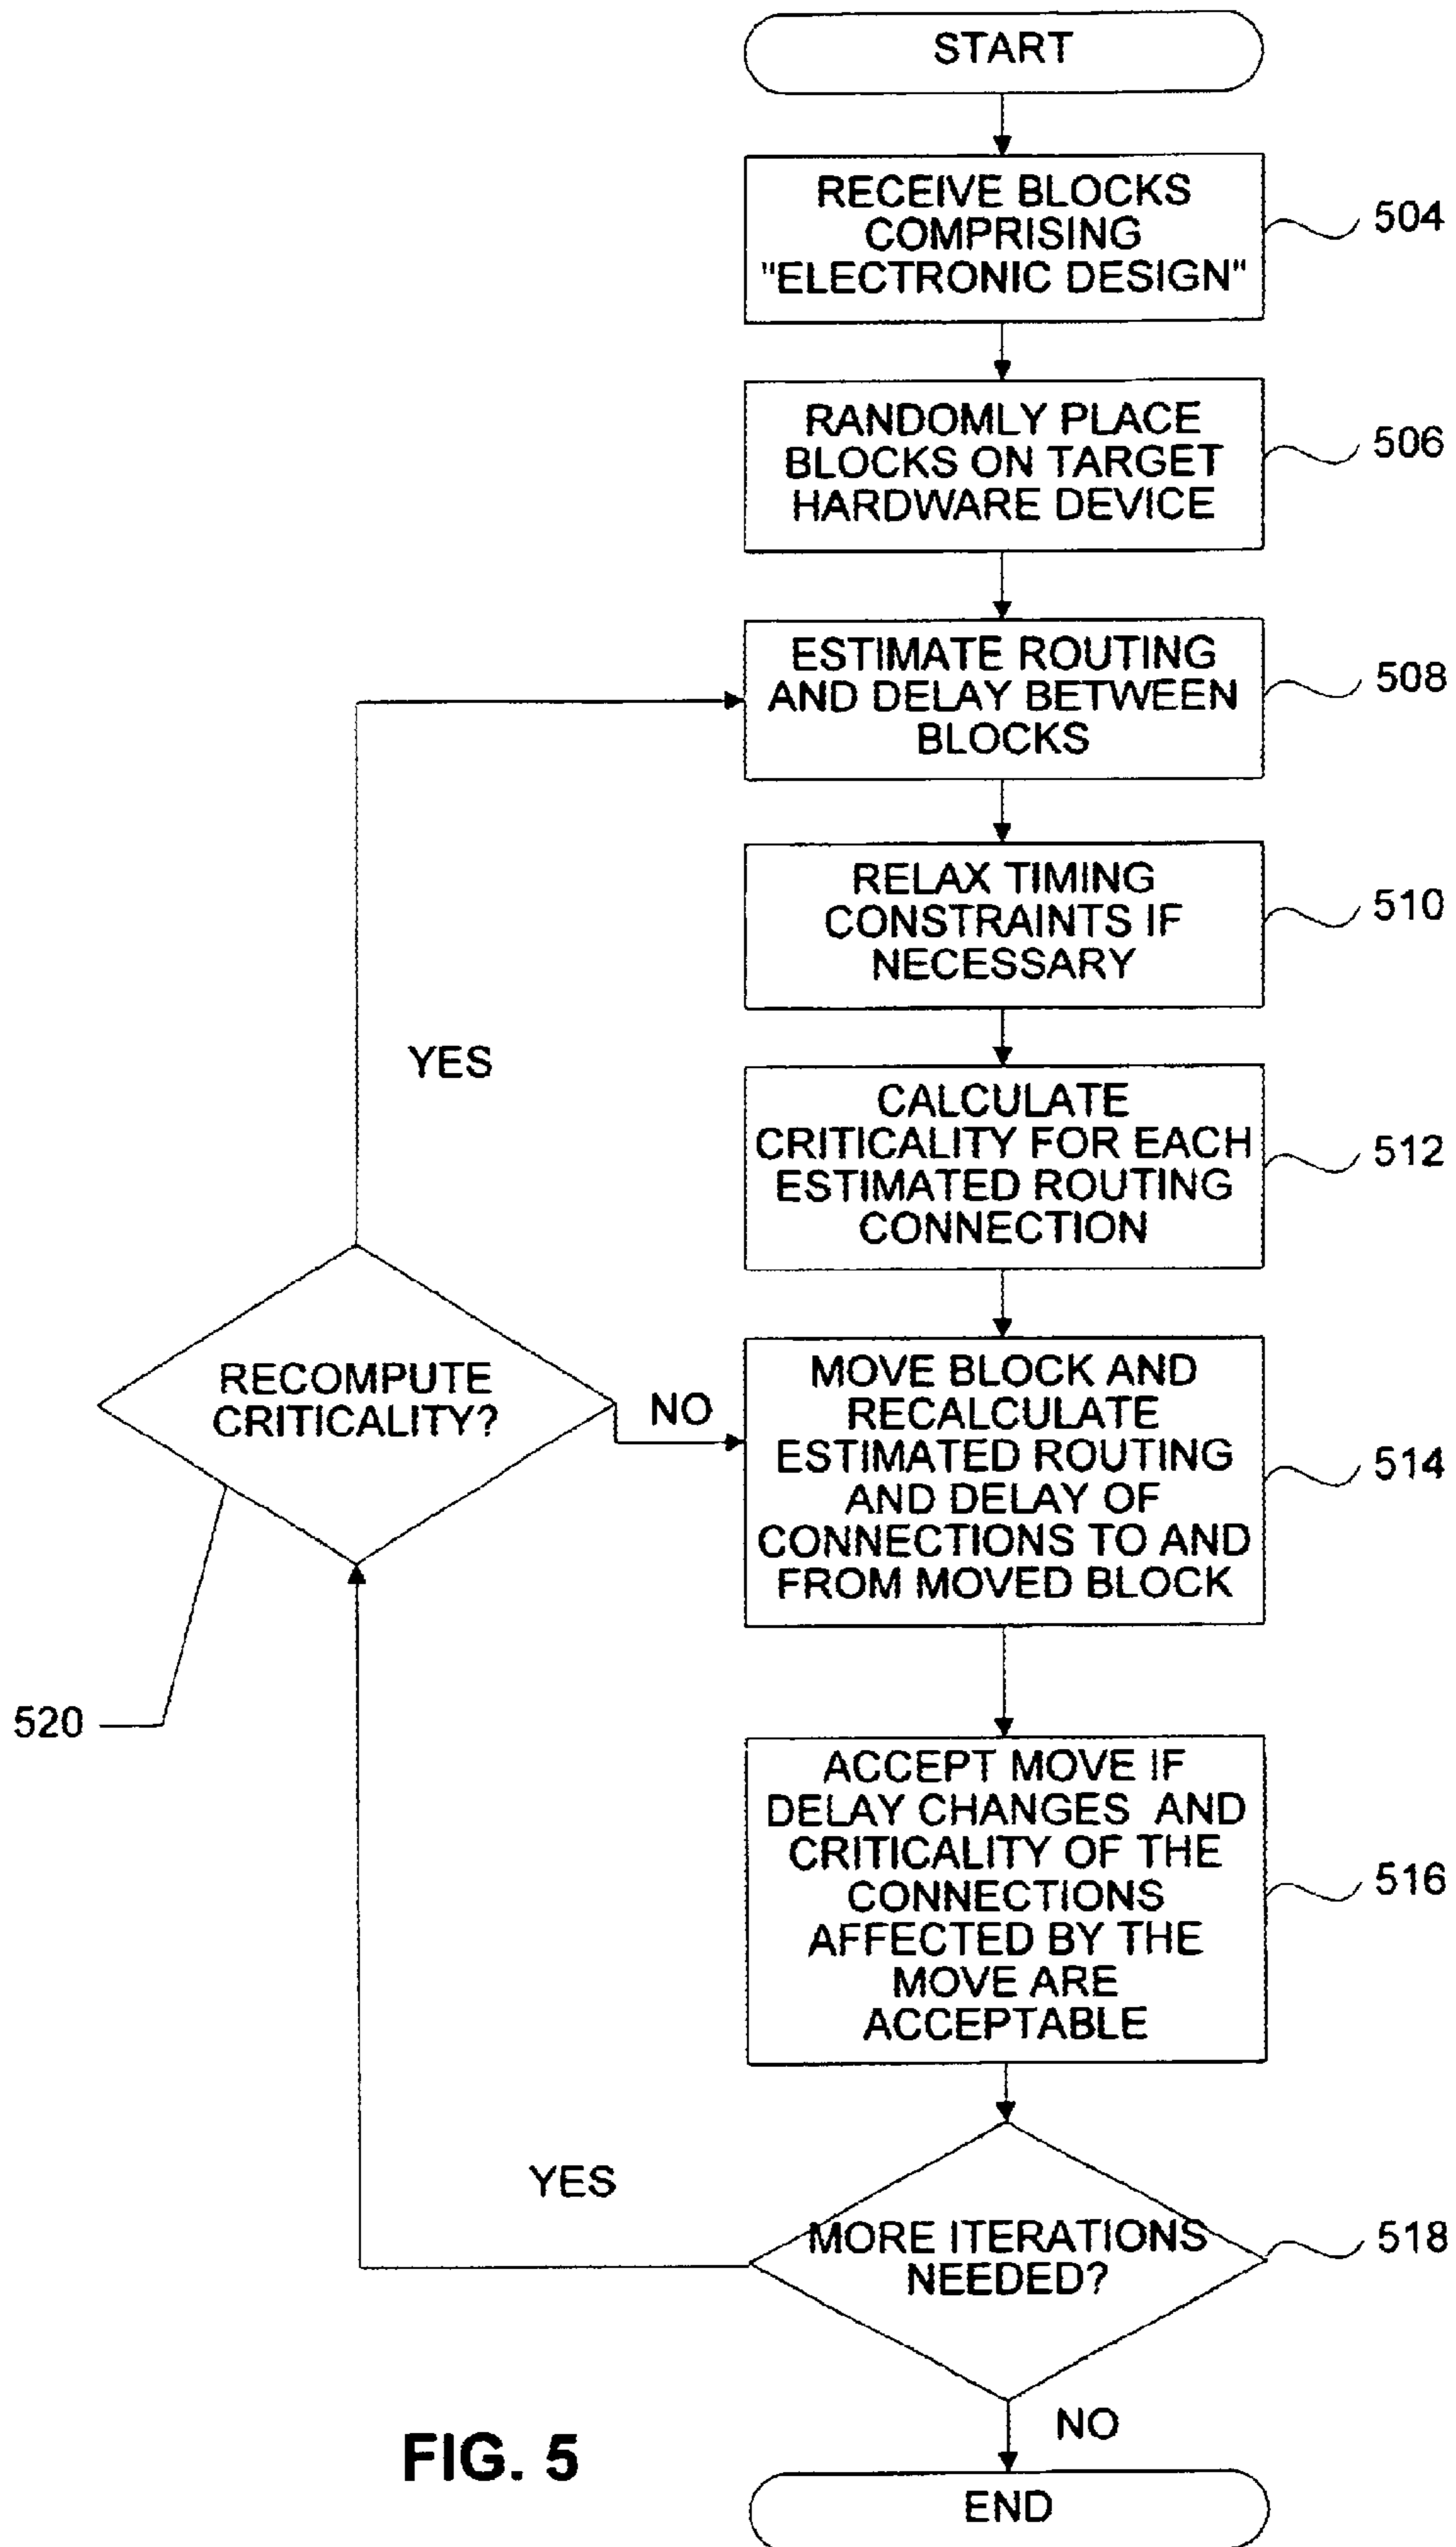 START
RECEIVE BLOCKS
COMPRISING
"ELECTRONIC DESIGN"
504
RANDOMLY PLACE
BLOCKS ON TARGET
HARDWARE DEVICE
506
ESTIMATE ROUTING
AND DELAY BETWEEN
BLOCKS
508
RELAX TIMING
CONSTRAINTS IF
NECESSARY
510
YES
CALCULATE
CRITICALITY FOR EACH
ESTIMATED ROUTING
CONNECTION
512
RECOMPUTE
CRITICALITY?
NO
MOVE BLOCK AND
RECALCULATE
ESTIMATED ROUTING
AND DELAY OF
CONNECTIONS TO AND
FROM MOVED BLOCK
514
520
ACCEPT MOVE IF
DELAY CHANGES AND
CRITICALITY OF THE
CONNECTIONS
AFFECTED BY THE
MOVE ARE
ACCEPTABLE
516
YES
MORE ITERATIONS
NEEDED?
518
NO
FIG. 5
END